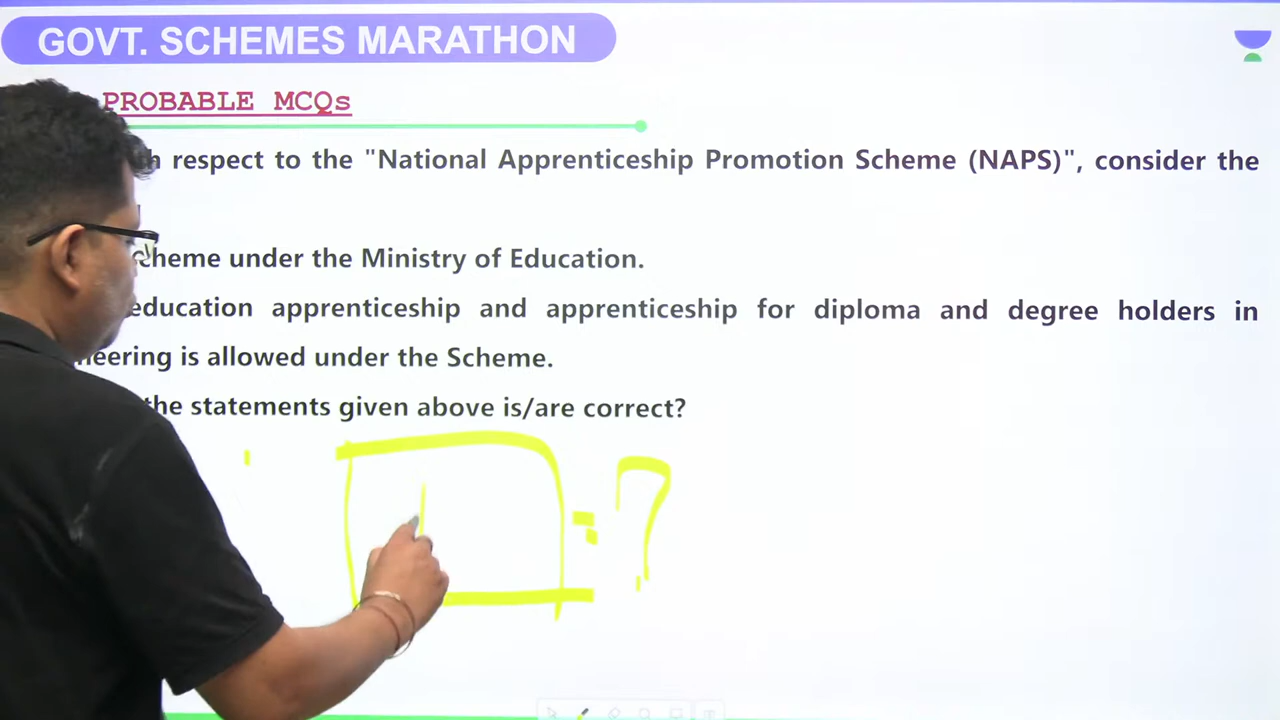 GOVT. SCHEMES MARATHON
PROBABLE MCQs
respect to the "National Apprenticeship Promotion Scheme (NAPS)", consider the
scheme under the Ministry of Education.
education apprenticeship and apprenticeship for diploma and degree holders in
is allowed under the Scheme.
the statements given above is/are correct?
= ?